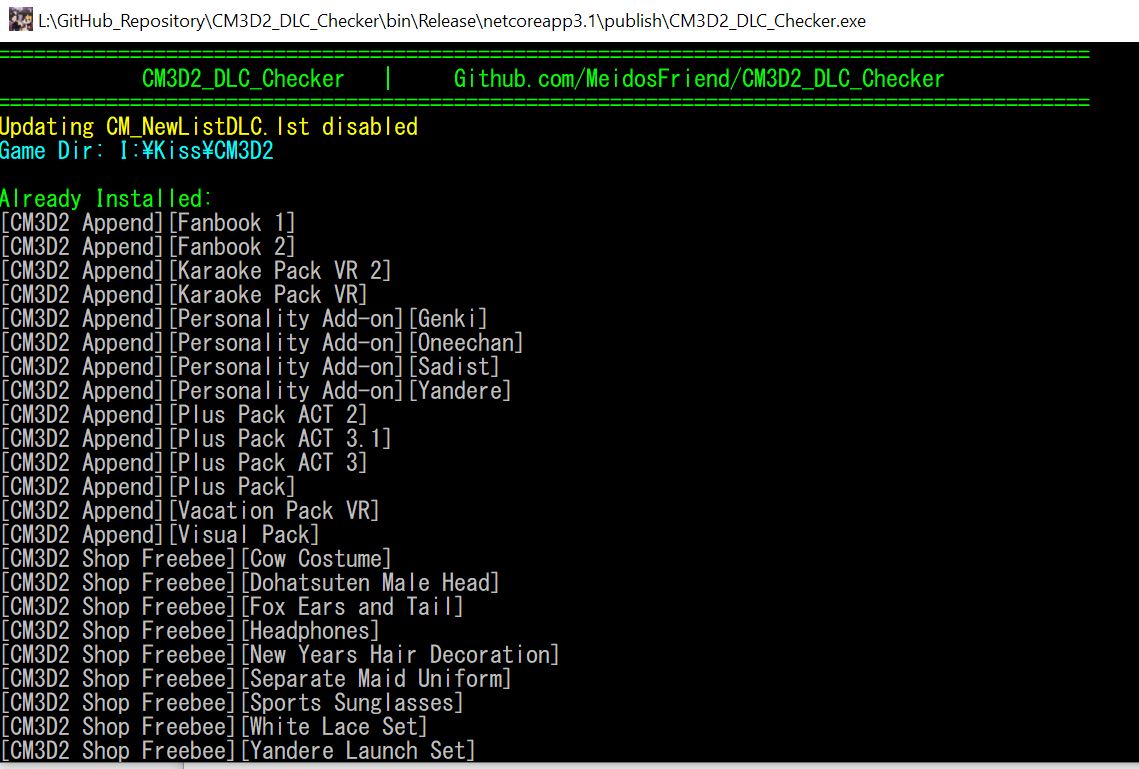 L:\GitHub_Repository\CM3D2_DLC_Checker\bin\Release\netcoreapp3.1\publish\CM3D2_DLC_Checker.exe
===========================================================================================
CM3D2_DLC_Checker | Github.com/MeidosFriend/CM3D2_DLC_Checker
===========================================================================================
Updating CM_NewListDLC.lst disabled
Game Dir: I:¥Kiss¥CM3D2
Already Installed:
[CM3D2 Append][Fanbook 1]
[CM3D2 Append][Fanbook 2]
[CM3D2 Append][Karaoke Pack VR 2]
[CM3D2 Append][Karaoke Pack VR]
[CM3D2 Append][Personality Add-on][Genki]
[CM3D2 Append][Personality Add-on][Oneechan]
[CM3D2 Append][Personality Add-on][Sadist]
[CM3D2 Append][Personality Add-on][Yandere]
[CM3D2 Append][Plus Pack ACT 2]
[CM3D2 Append][Plus Pack ACT 3.1]
[CM3D2 Append][Plus Pack ACT 3]
[CM3D2 Append][Plus Pack]
[CM3D2 Append][Vacation Pack VR]
[CM3D2 Append][Visual Pack]
[CM3D2 Shop Freebee][Cow Costume]
[CM3D2 Shop Freebee][Dohatsuten Male Head]
[CM3D2 Shop Freebee][Fox Ears and Tail]
[CM3D2 Shop Freebee][Headphones]
[CM3D2 Shop Freebee][New Years Hair Decoration]
[CM3D2 Shop Freebee][Separate Maid Uniform]
[CM3D2 Shop Freebee][Sports Sunglasses]
[CM3D2 Shop Freebee][White Lace Set]
[CM3D2 Shop Freebee][Yandere Launch Set]